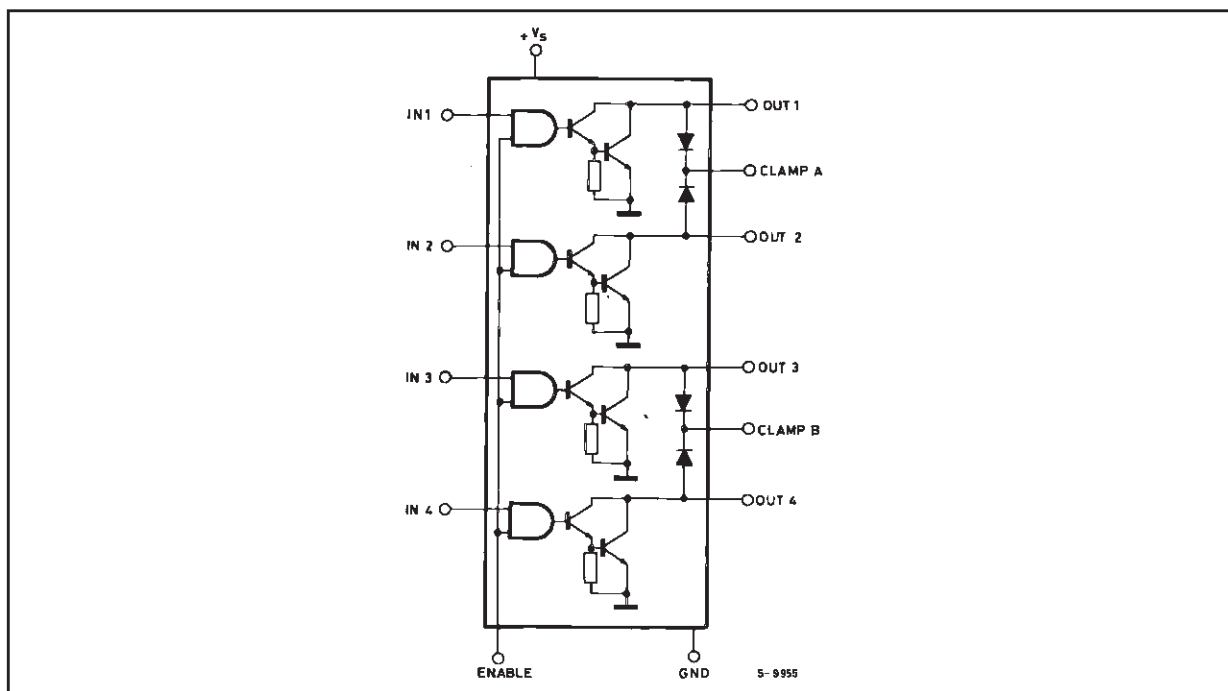 + Vs
IN1
OUT 1
CLAMP A
IN 2
OUT 2
IN 3
OUT 3
CLAMP B
IN 4
OUT 4
ENABLE
GND
S-9955